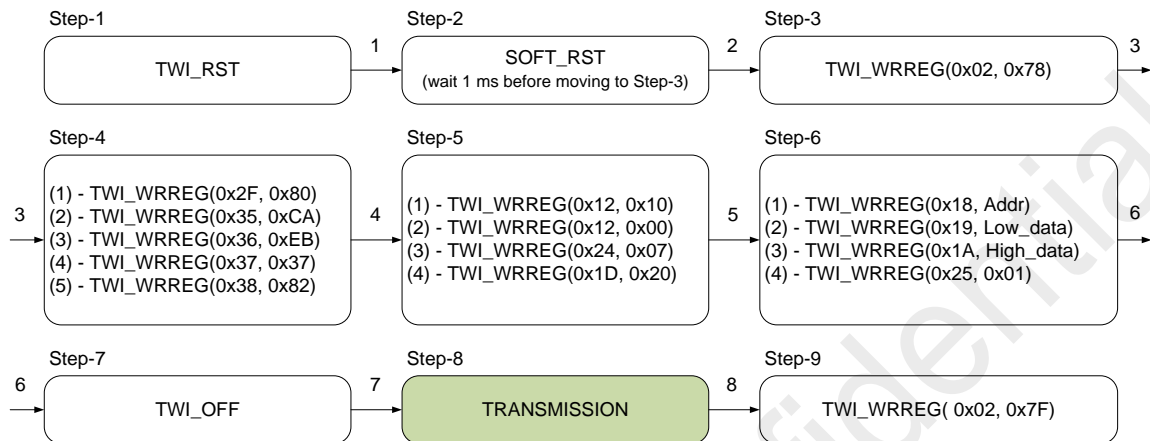 Step-1
Step-2
Step-3
TWI_RST
1
SOFT_RST
(wait 1 ms before moving to Step-3)
2
TWI_WRREG(0x02, 0x78)
3
Step-4
Step-5
Step-6
3
(1) - TWI_WRREG(0x2F, 0x80)
(2) - TWI_WRREG(0x35, 0xCA)
(3) - TWI_WRREG(0x36, 0xEB)
(4) - TWI_WRREG(0x37, 0x37)
(5) - TWI_WRREG(0x38, 0x82)
4
(1) - TWI_WRREG(0x12, 0x10)
(2) - TWI_WRREG(0x12, 0x00)
(3) - TWI_WRREG(0x24, 0x07)
(4) - TWI_WRREG(0x1D, 0x20)
5
(1) - TWI_WRREG(0x18, Addr)
(2) - TWI_WRREG(0x19, Low_data)
(3) - TWI_WRREG(0x1A, High_data)
(4) - TWI_WRREG(0x25, 0x01)
6
Step-7
Step-8
Step-9
6
TWI_OFF
7
TRANSMISSION
8
TWI_WRREG( 0x02, 0x7F)
fidential